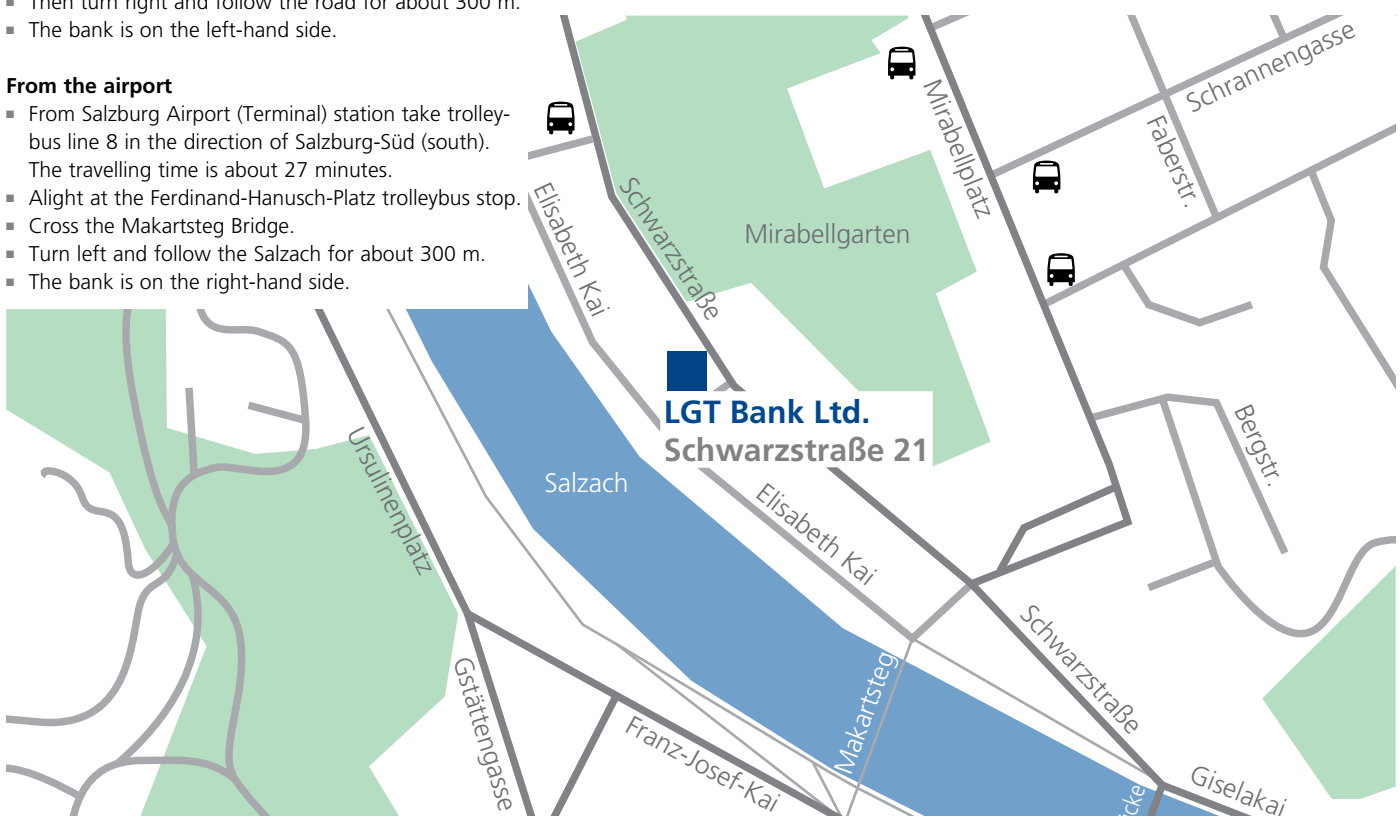 Then turn right and follow the road for about 300 m.
The bank is on the left-hand side.
From the airport
From Salzburg Airport (Terminal) station take trolley-
bus line 8 in the direction of Salzburg-Süd (south).
The travelling time is about 27 minutes.
Alight at the Ferdinand-Hanusch-Platz trolleybus stop.
Cross the Makartsteg Bridge.
Turn left and follow the Salzach for about 300 m.
The bank is on the right-hand side.
Schrannengasse
Mirabellplatz
Faberstr.
Elisabeth Kai
Schwarzstraße
Mirabellgarten
LGT Bank Ltd.
Schwarzstraße 21
Bergstr.
Ursulinenplatz
Salzach
Elisabeth Kai
Schwarzstraße
Gstättengasse
Franz-Josef-Kai
Makartsteg
Giselakai